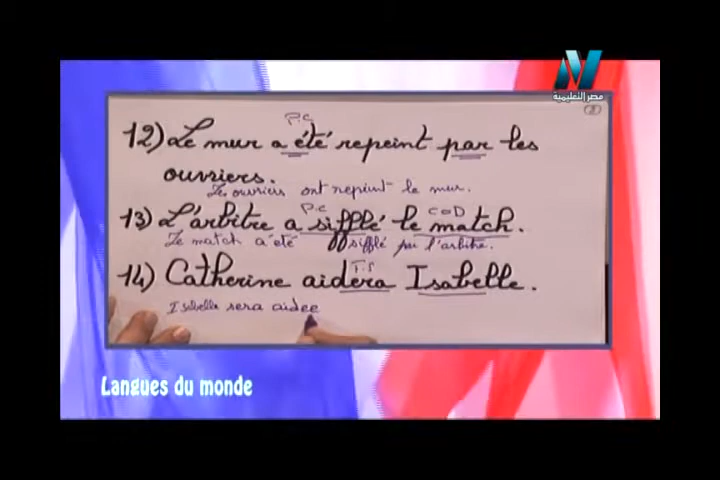 مصر التعليمية
P.C
12) Le mur a été repeint par les
ouvriers.
Les ouvriers ont repeint le mur.
P.C COD
13) L'arbitre a sifflé le match.
Le match a été sifflé par l'arbitre.
F.S
14) Catherine aidera Isabelle.
Isabelle sera aidee
Langues du monde